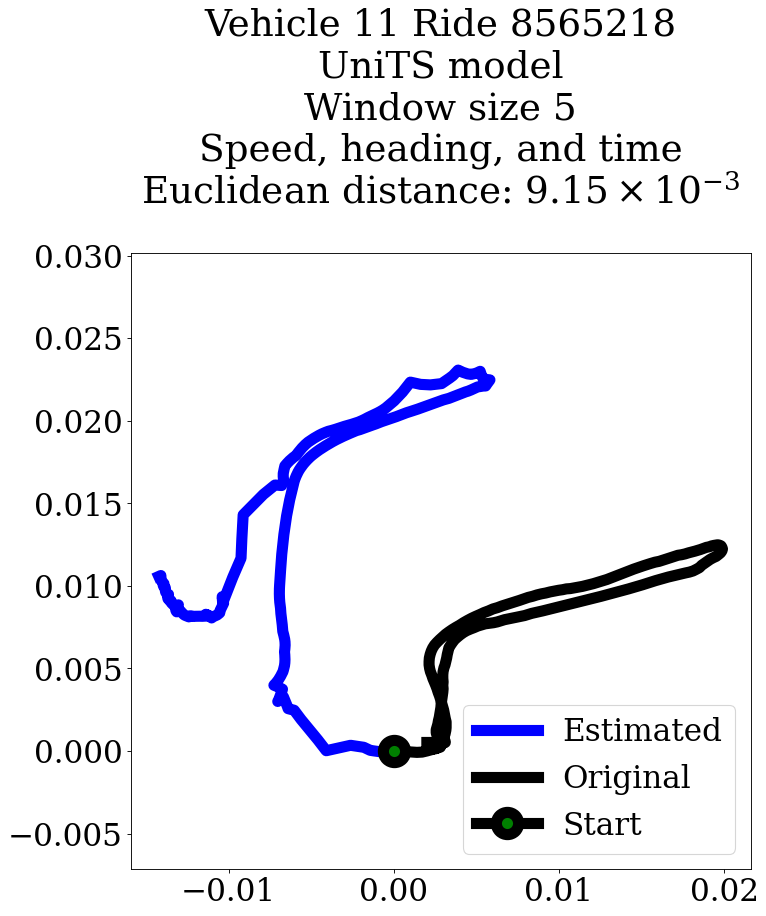 Vehicle 11 Ride 8565218
UniTS model
Window size 5
Speed, heading, and time
Euclidean distance: 9.15 × 10⁻³
0.030
0.025
0.020
0.015
0.010
0.005
0.000
−0.005
Estimated
Original
Start
−0.01 0.00 0.01 0.02